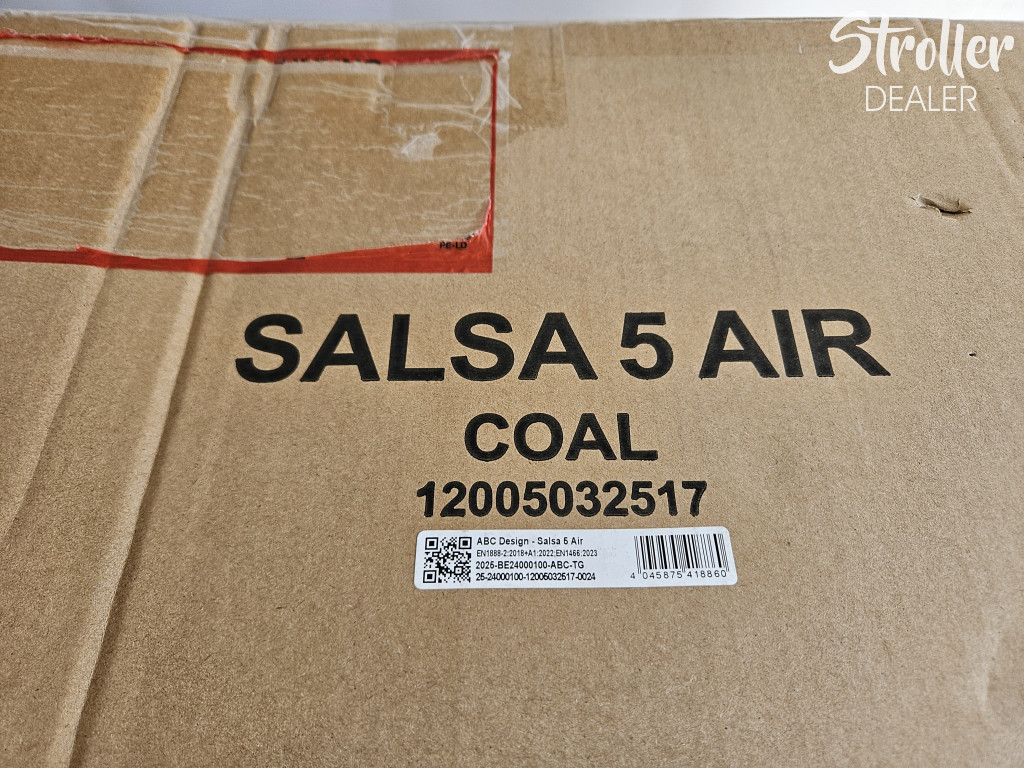 Stroller
DEALER
PE-LD
SALSA 5 AIR
COAL
12005032517
ABC Design - Salsa 5 Air
EN1888-2:2018+A1:2022;EN1466:2023
2025-BE24000100-ABC-TG
25-24000100-12005032517-0024
4 045875 418860